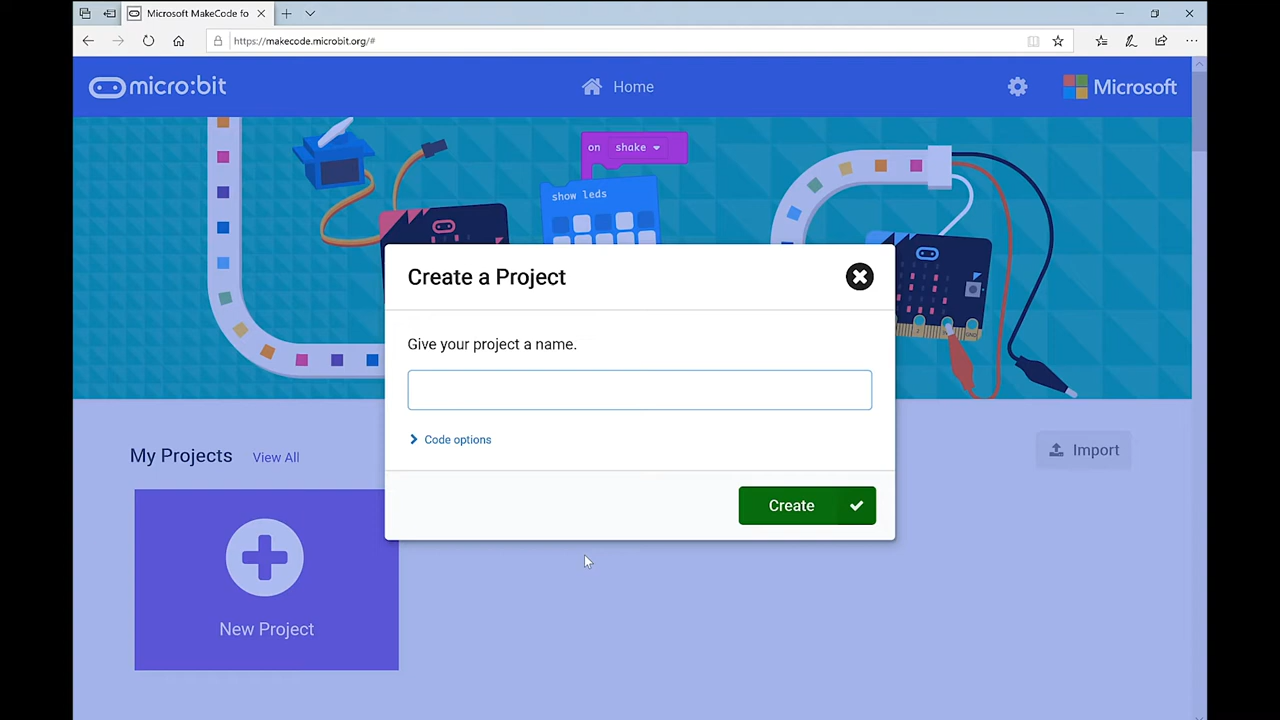 Microsoft MakeCode fo
https://makecode.microbit.org/#
micro:bit
Home
Microsoft
on shake
show leds
Create a Project
Give your project a name.
Code options
My Projects
View All
Import
Create
New Project